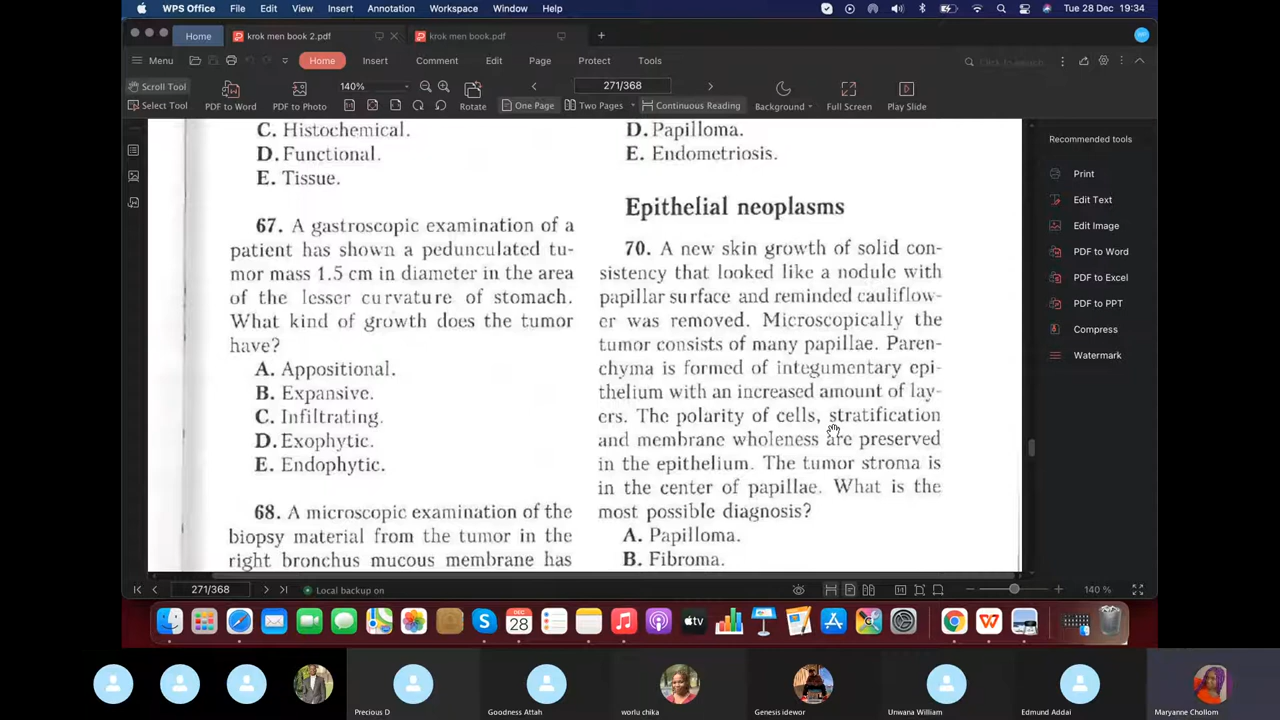 WPS Office File Edit View Insert Annotation Workspace Window Help Tue 28 Dec 19:34
Home krok men book 2.pdf krok men book.pdf
Menu Home Insert Comment Edit Page Protect Tools
Scroll Tool 140% 271/368
Select Tool PDF to Word PDF to Photo Rotate One Page Two Pages Continuous Reading Background Full Screen Play Slide
C. Histochemical.
D. Functional.
E. Tissue.
67. A gastroscopic examination of a
patient has shown a pedunculated tu-
mor mass 1.5 cm in diameter in the area
of the lesser curvature of stomach.
What kind of growth does the tumor
have?
A. Appositional.
B. Expansive.
C. Infiltrating.
D. Exophytic.
E. Endophytic.
68. A microscopic examination of the
biopsy material from the tumor in the
right bronchus mucous membrane has
D. Papilloma.
E. Endometriosis.
Epithelial neoplasms
70. A new skin growth of solid con-
sistency that looked like a nodule with
papillar surface and reminded cauliflow-
er was removed. Microscopically the
tumor consists of many papillae. Paren-
chyma is formed of integumentary epi-
thelium with an increased amount of lay-
ers. The polarity of cells, stratification
and membrane wholeness are preserved
in the epithelium. The tumor stroma is
in the center of papillae. What is the
most possible diagnosis?
A. Papilloma.
B. Fibroma.
Recommended tools
Print
Edit Text
Edit Image
PDF to Word
PDF to Excel
PDF to PPT
Compress
Watermark
271/368 Local backup on 140 %
DEC
28
tv
Precious D
Goodness Attah
worlu chika
Genesis idewor
Unwana William
Edmund Addai
Maryanne Chollom